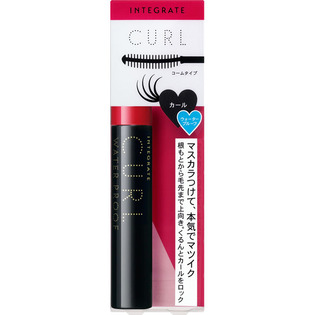 INTEGRATE
CURL
コームタイプ
カール
ウォーター
プルーフ
マスカラつけて、本気でマツイク
根もとから毛先まで上向き、くるんとカールをロック
INTEGRATE
CURL
WATER PROOF